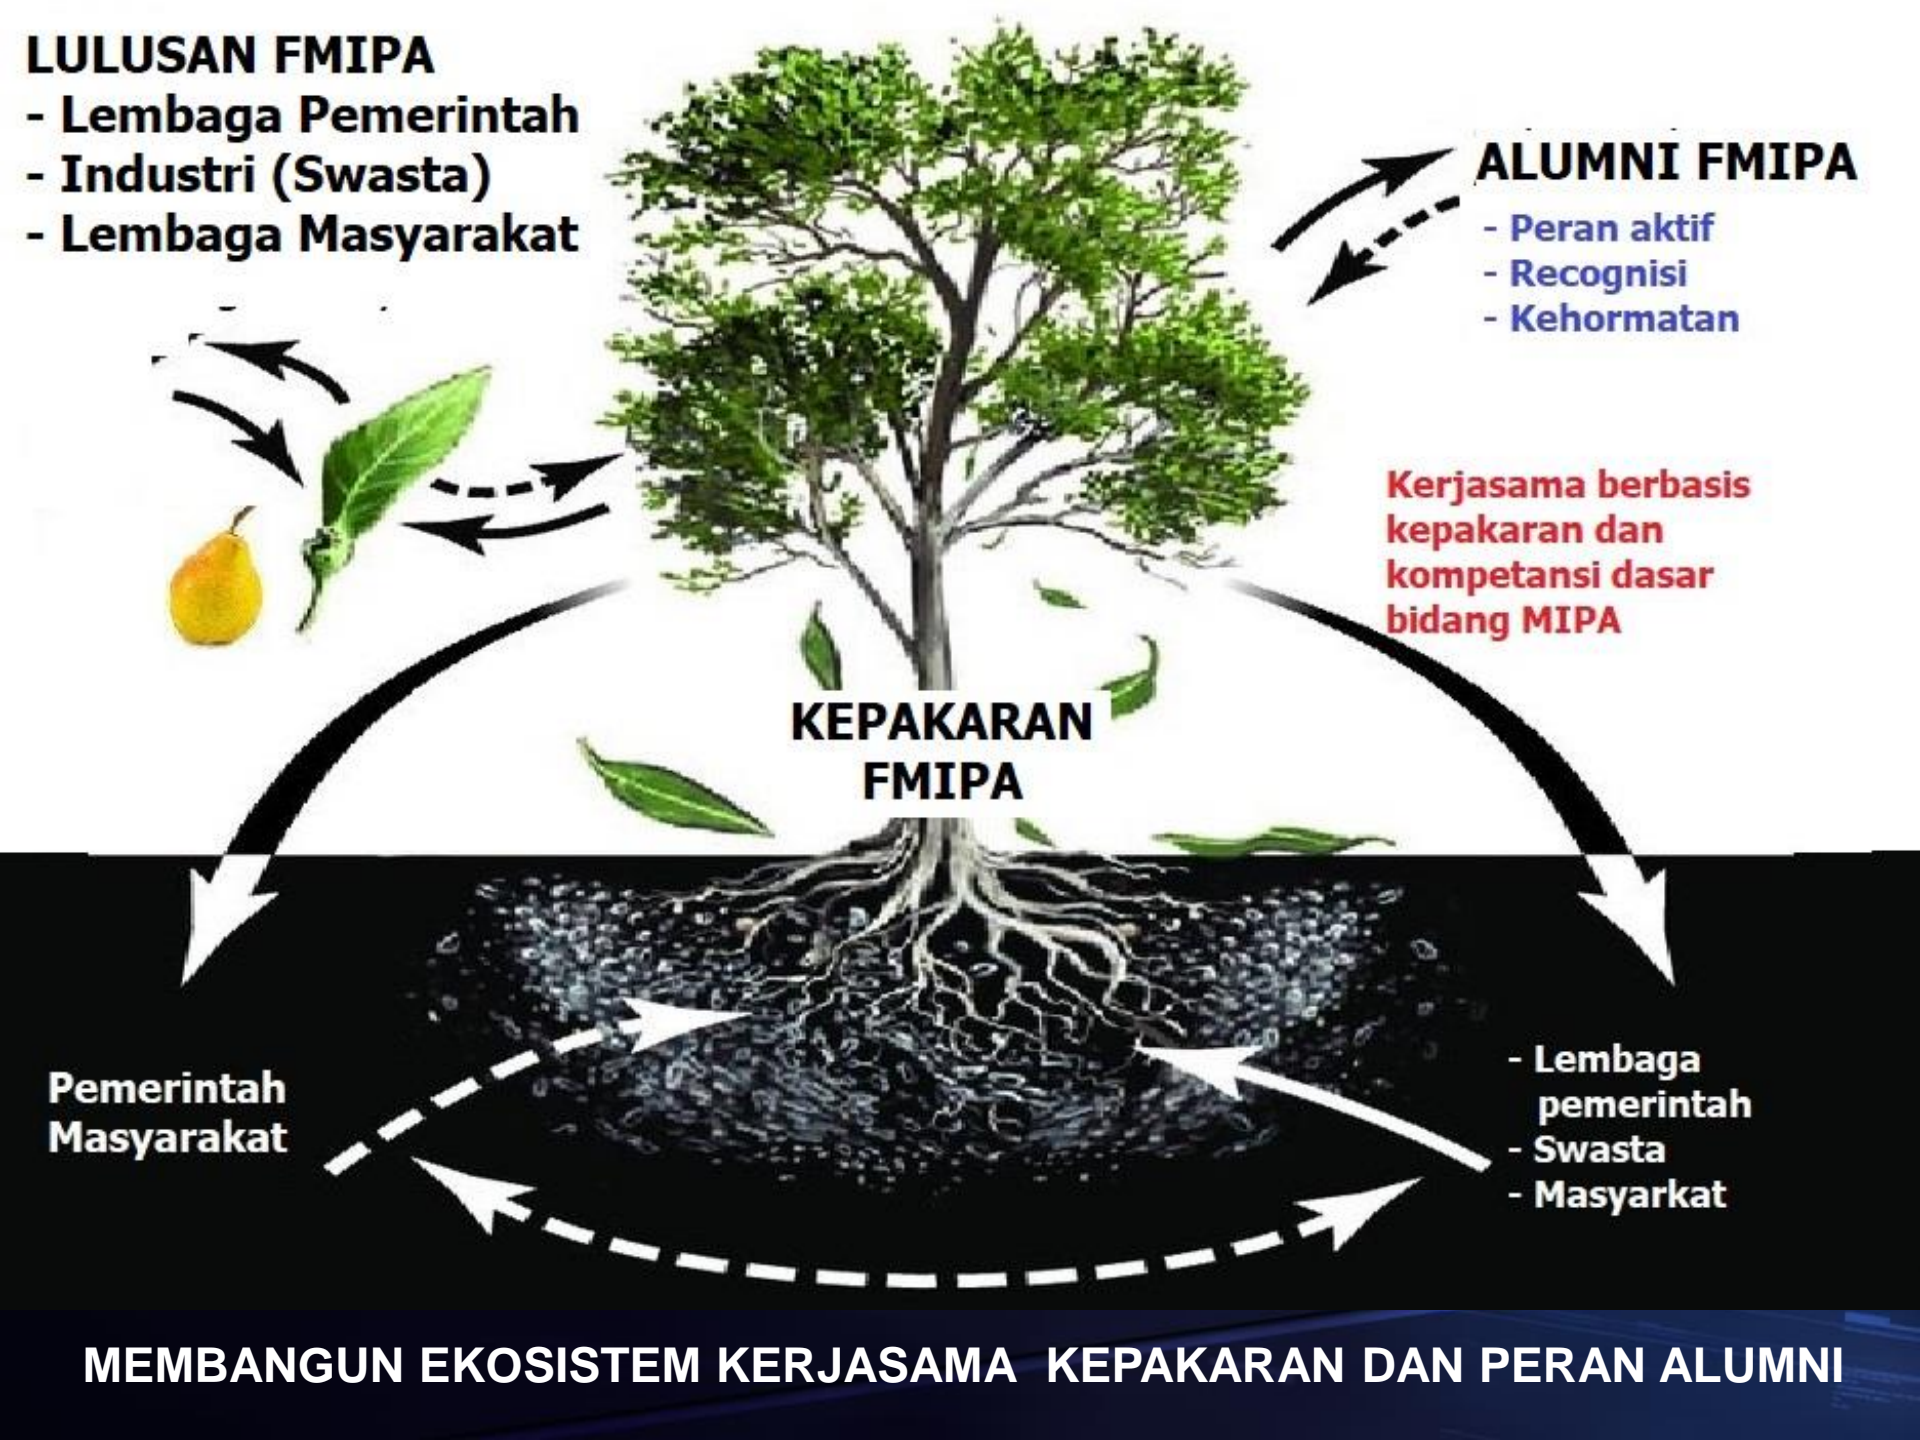 LULUSAN FMIPA
- Lembaga Pemerintah
- Industri (Swasta)
- Lembaga Masyarakat
ALUMNI FMIPA
- Peran aktif
- Recognisi
- Kehormatan
Kerjasama berbasis
kepakaran dan
kompetansi dasar
bidang MIPA
KEPAKARAN
FMIPA
Pemerintah
Masyarakat
- Lembaga
pemerintah
- Swasta
- Masyarkat
MEMBANGUN EKOSISTEM KERJASAMA KEPAKARAN DAN PERAN ALUMNI